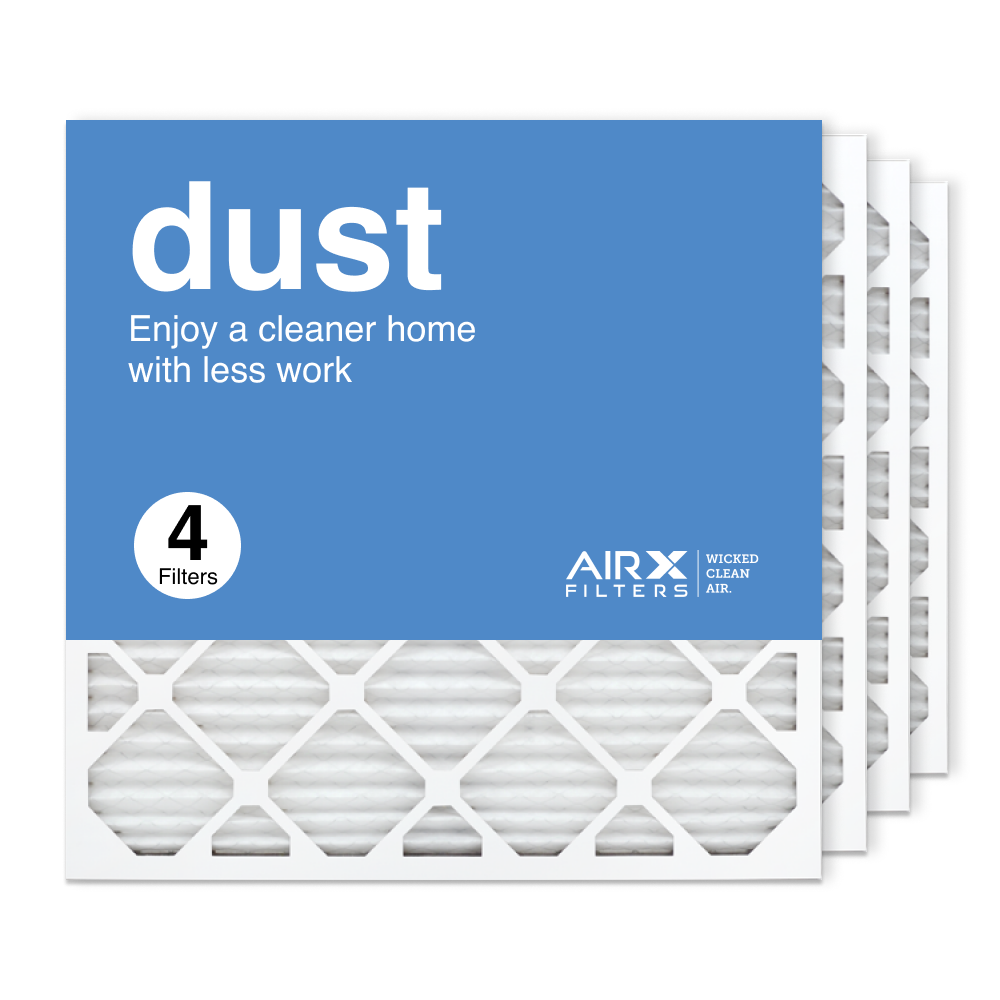 dust
Enjoy a cleaner home
with less work
4
Filters
AIRX
FILTERS
WICKED
CLEAN
AIR.